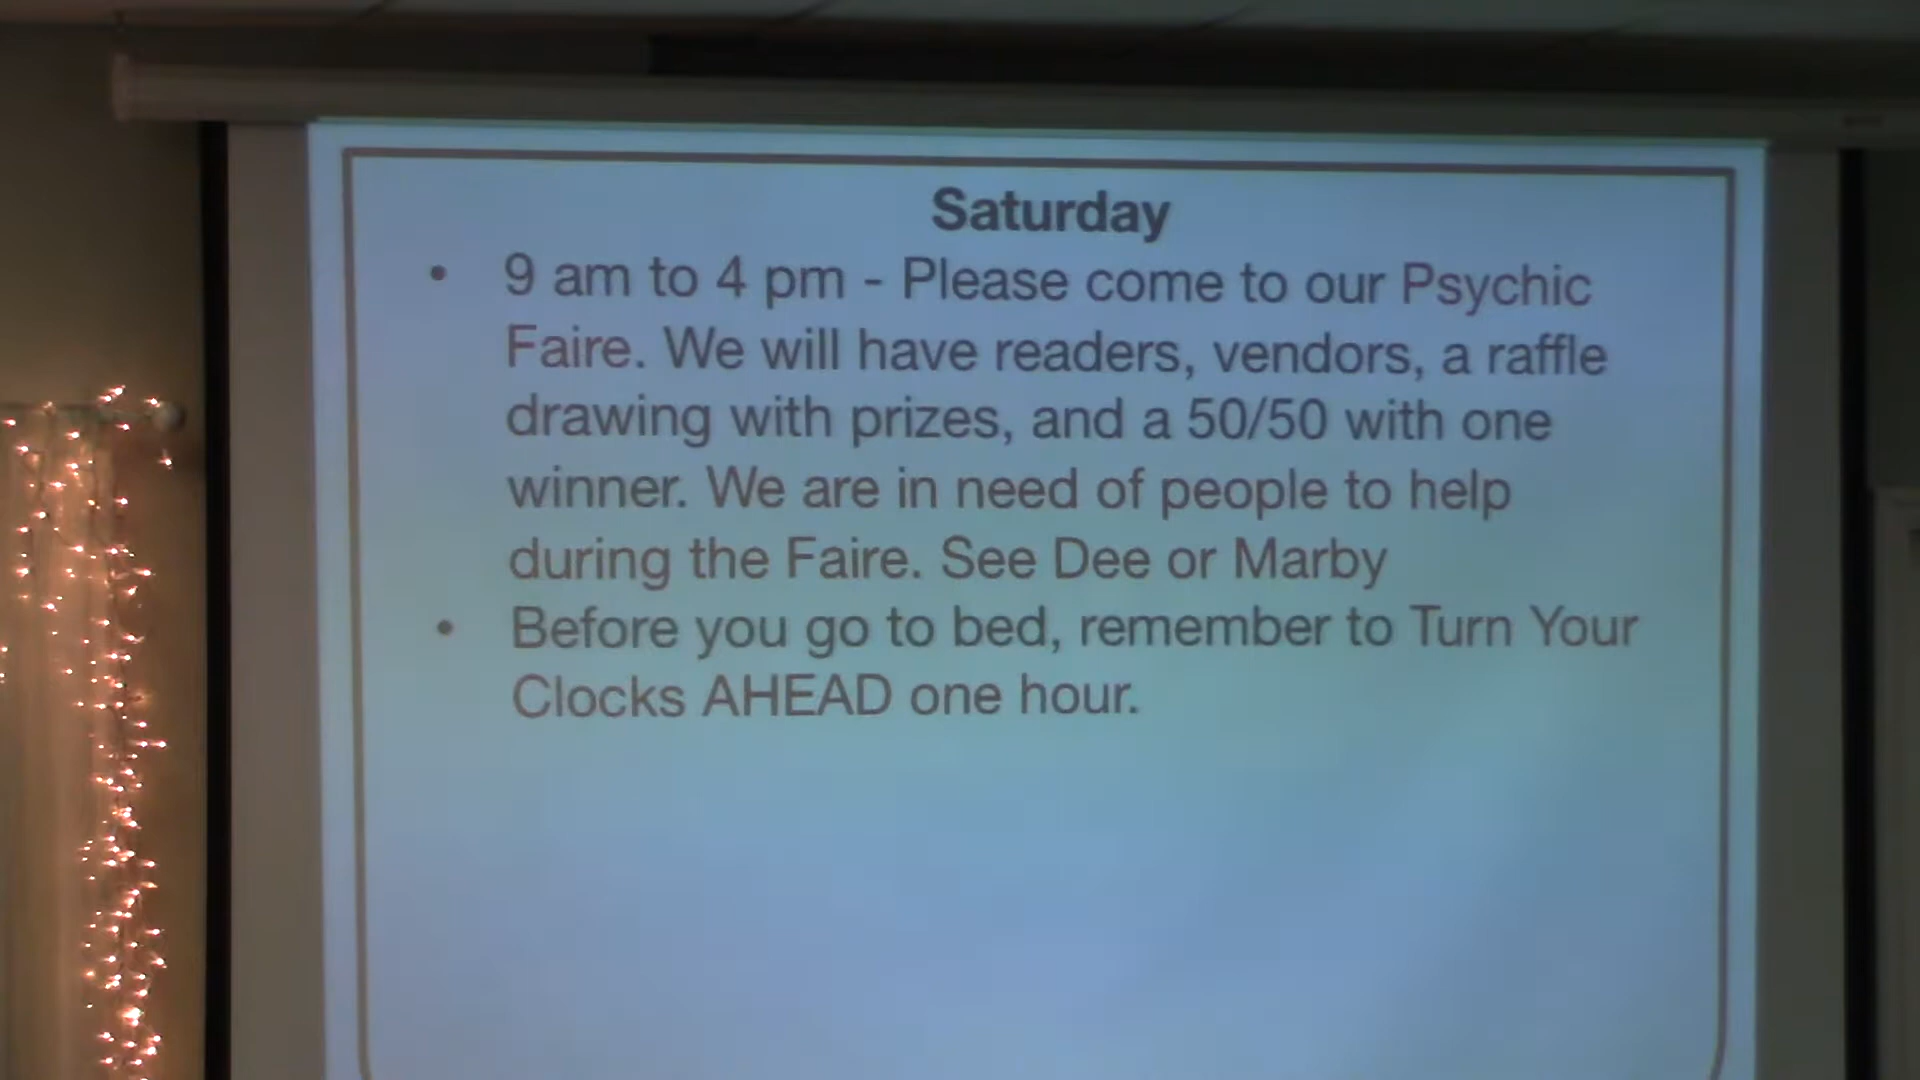 Saturday
• 9 am to 4 pm - Please come to our Psychic
Faire. We will have readers, vendors, a raffle
drawing with prizes, and a 50/50 with one
winner. We are in need of people to help
during the Faire. See Dee or Marby
• Before you go to bed, remember to Turn Your
Clocks AHEAD one hour.